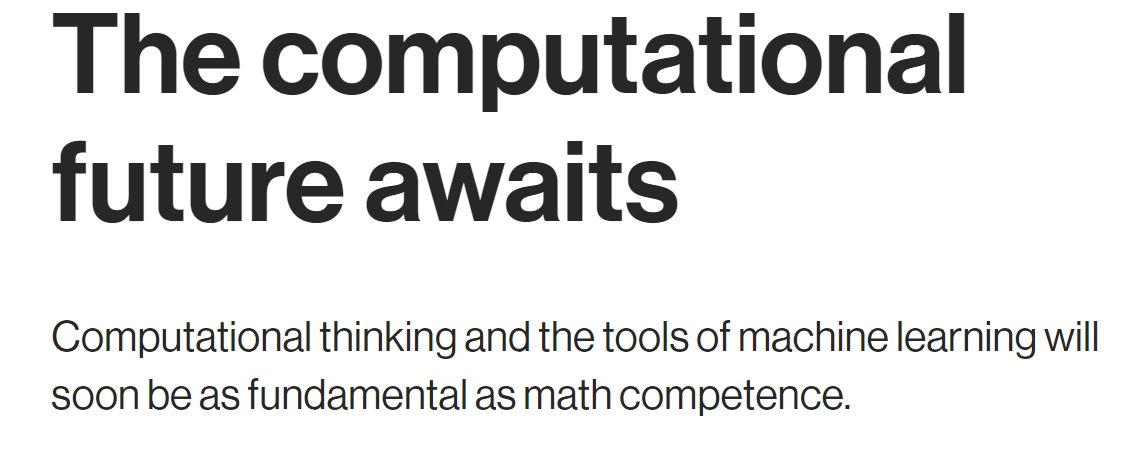 The computational
future awaits
Computational thinking and the tools of machine learning will
soon be as fundamental as math competence.